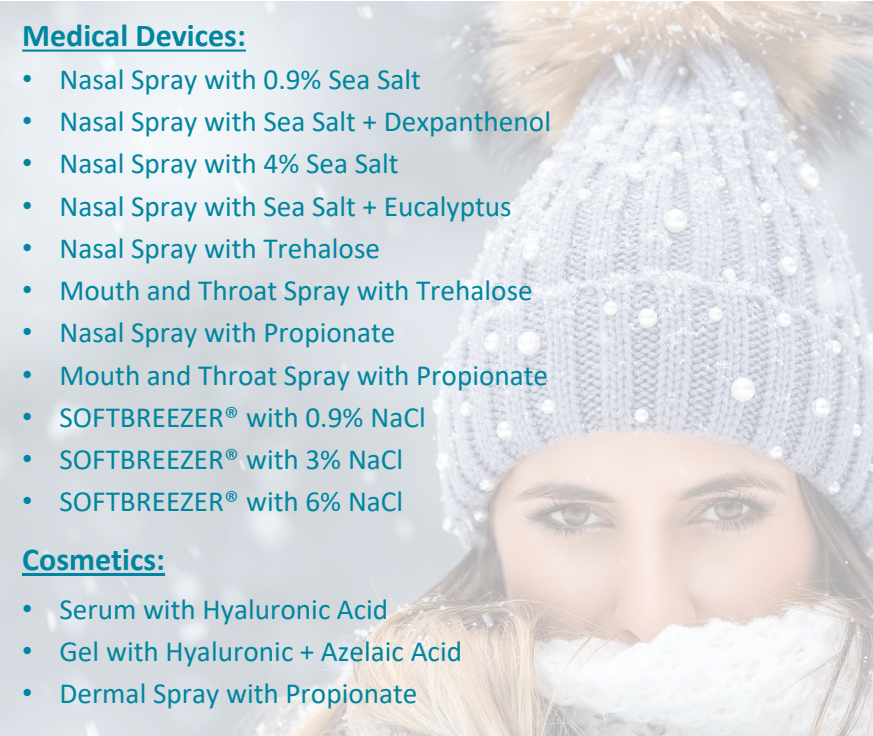 Medical Devices:
• Nasal Spray with 0.9% Sea Salt
• Nasal Spray with Sea Salt + Dexpanthenol
• Nasal Spray with 4% Sea Salt
• Nasal Spray with Sea Salt + Eucalyptus
• Nasal Spray with Trehalose
• Mouth and Throat Spray with Trehalose
• Nasal Spray with Propionate
• Mouth and Throat Spray with Propionate
• SOFTBREEZER® with 0.9% NaCl
• SOFTBREEZER® with 3% NaCl
• SOFTBREEZER® with 6% NaCl
Cosmetics:
• Serum with Hyaluronic Acid
• Gel with Hyaluronic + Azelaic Acid
• Dermal Spray with Propionate